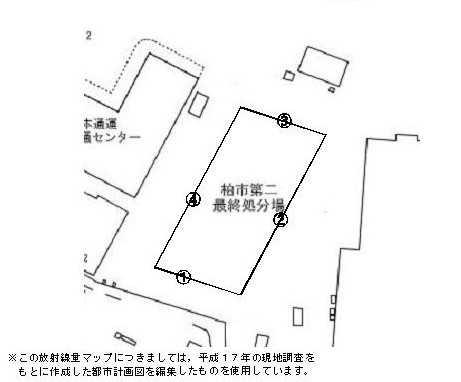 2
本通運
通センター
③
柏市第二
最終処分場
④
②
2
①
※この放射線量マップにつきましては，平成１７年の現地調査を
もとに作成した都市計画図を編集したものを使用しています。